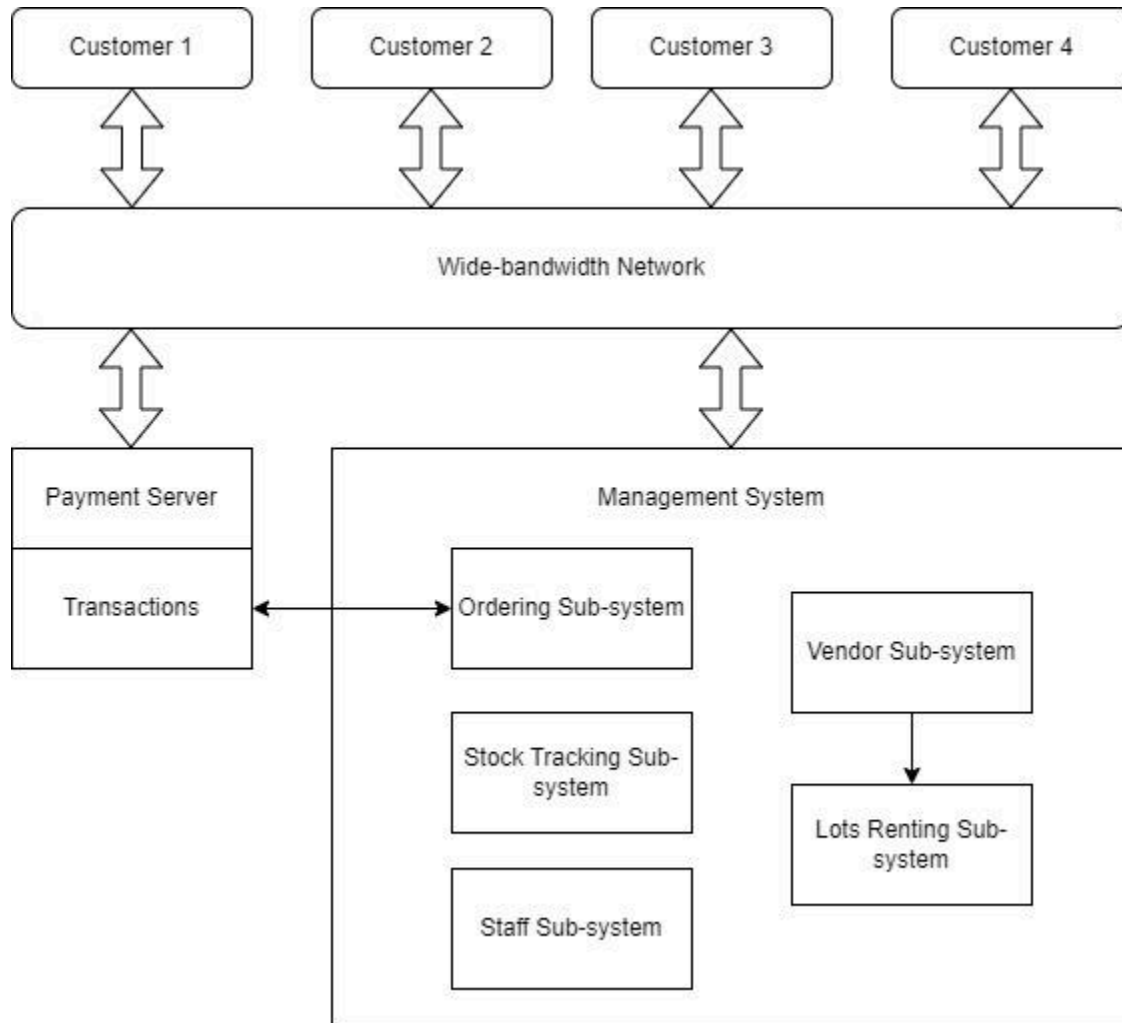 Customer 1
Customer 2
Customer 3
Customer 4
Wide-bandwidth Network
Payment Server
Transactions
Management System
Ordering Sub-system
Stock Tracking Sub-
system
Staff Sub-system
Vendor Sub-system
Lots Renting Sub-
system